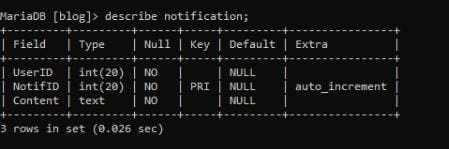 MariaDB [blog]> describe notification;
+---------+---------+------+-----+---------+----------------+
| Field | Type | Null | Key | Default | Extra |
+---------+---------+------+-----+---------+----------------+
| UserID | int(20) | NO | | NULL | |
| NotifID | int(20) | NO | PRI | NULL | auto_increment |
| Content | text | NO | | NULL | |
+---------+---------+------+-----+---------+----------------+
3 rows in set (0.026 sec)